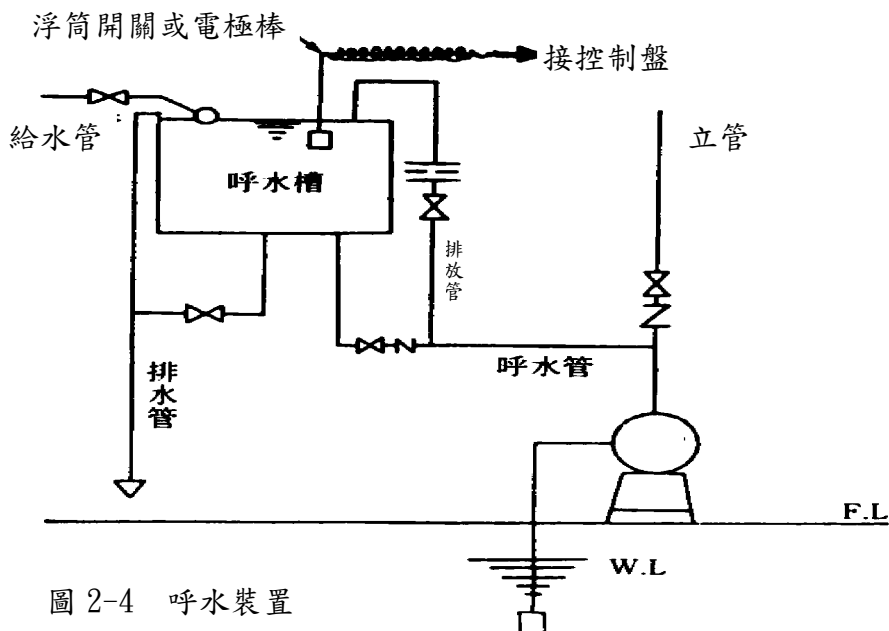 浮筒開關或電極棒
接控制盤
給水管
立管
呼水槽
排放管
呼水管
排水管
F.L
W.L
圖 2-4 呼水裝置